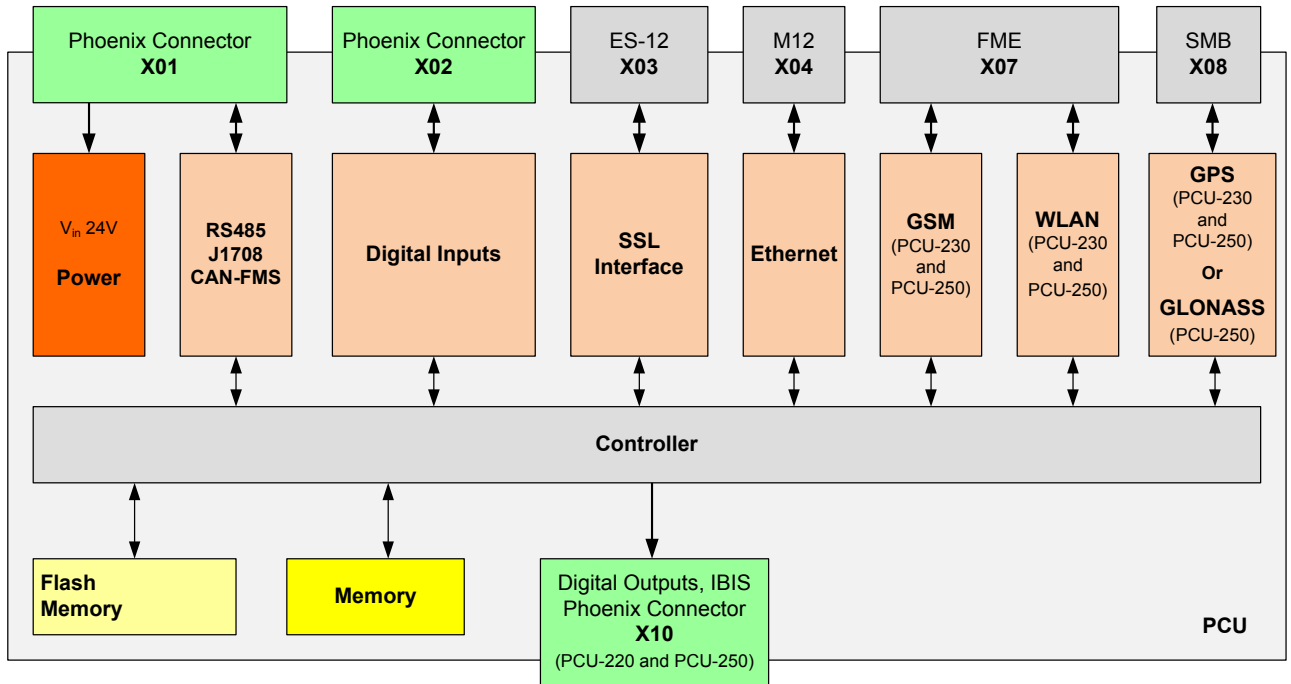 Phoenix Connector
X01
Phoenix Connector
X02
ES-12
X03
M12
X04
FME
X07
SMB
X08
Vin 24V
Power
RS485
J1708
CAN-FMS
Digital Inputs
SSL
Interface
Ethernet
GSM
(PCU-230
and
PCU-250)
WLAN
(PCU-230
and
PCU-250)
GPS
(PCU-230
and
PCU-250)
Or
GLONASS
(PCU-250)
Controller
Flash
Memory
Memory
Digital Outputs, IBIS
Phoenix Connector
X10
(PCU-220 and PCU-250)
PCU